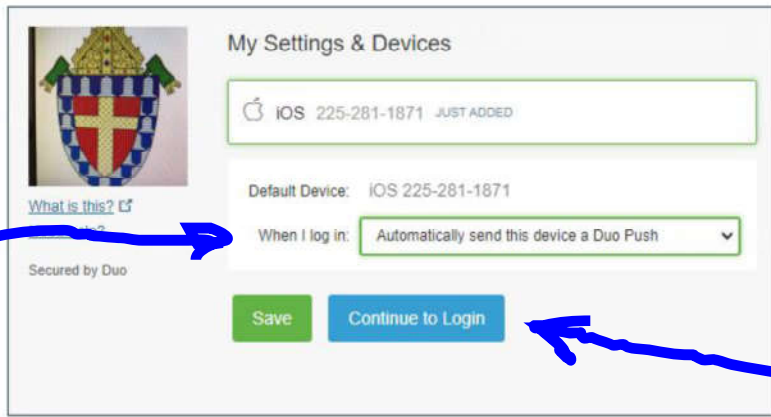 My Settings & Devices
iOS 225-281-1871 JUST ADDED
What is this?
Default Device: iOS 225-281-1871
When I log in: Automatically send this device a Duo Push
Secured by Duo
Save Continue to Login